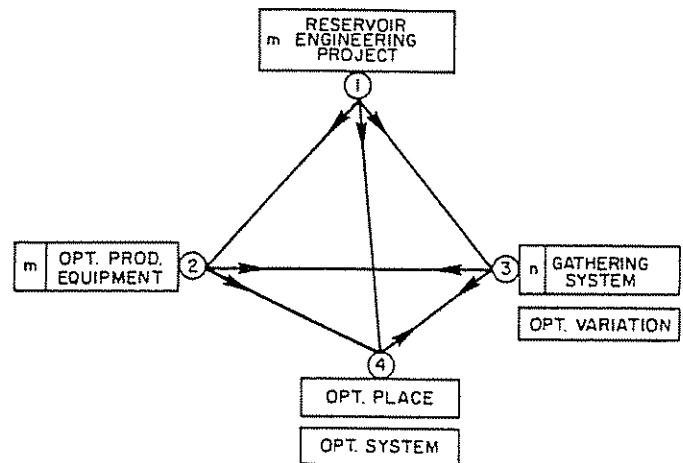 RESERVOIR
m ENGINEERING
PROJECT
1
m OPT. PROD.
EQUIPMENT
2
3
n GATHERING
SYSTEM
OPT. VARIATION
4
OPT. PLACE
OPT. SYSTEM